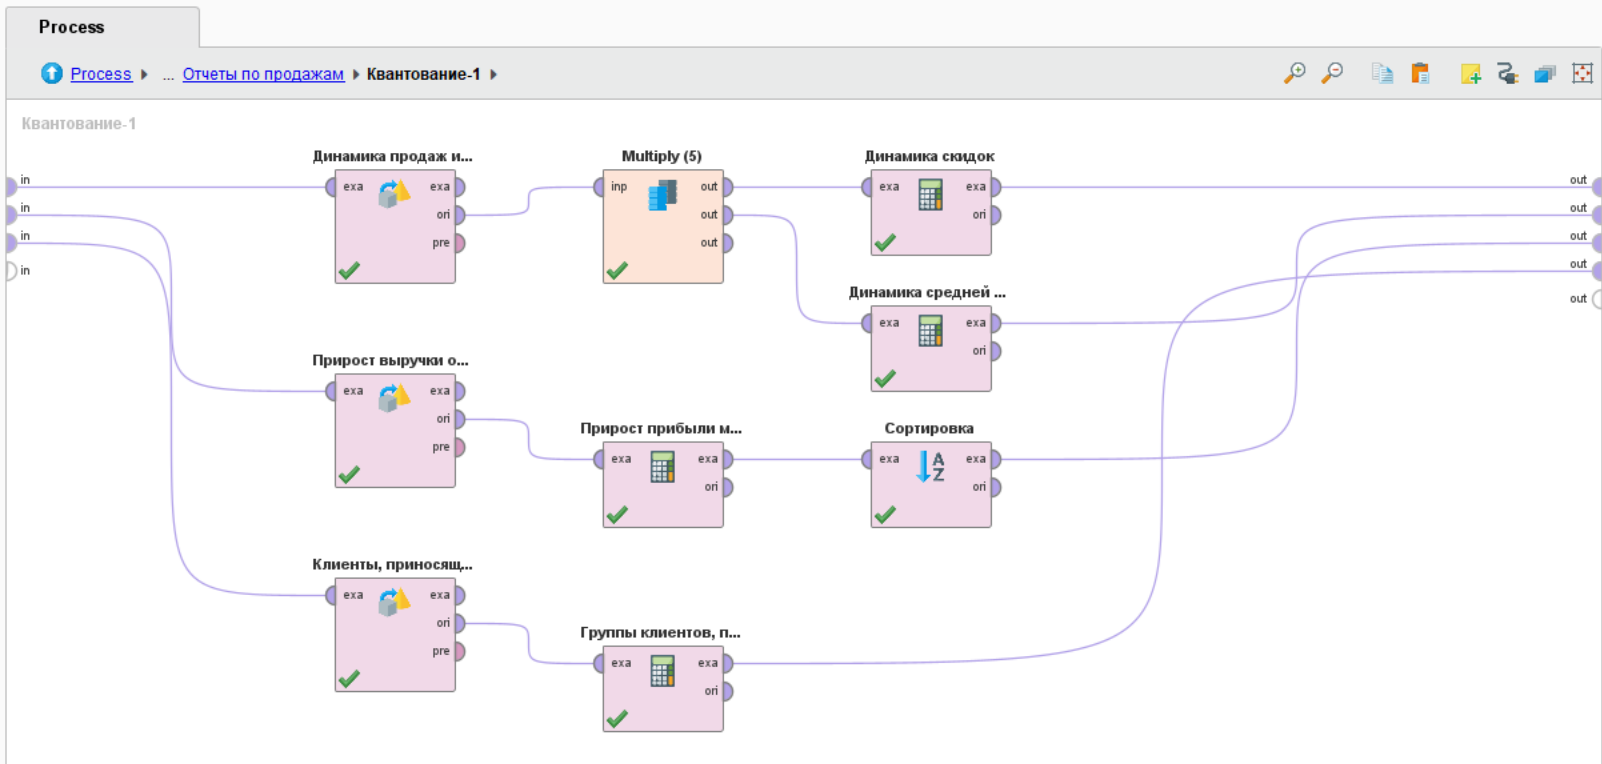 Process
Process ... Отчеты по продажам Квантование-1
Квантование-1
Динамика продаж и... Multiply (5) Динамика скидок
in exa exa inp out exa exa out
in ori out ori out
in pre out out
in out
Динамика средней ...
out
exa exa
ori
Прирост выручки о...
exa exa
ori
pre
Прирост прибыли м... Сортировка
exa exa exa A Z exa
ori ori
Клиенты, приносящ...
exa exa
ori
pre
Группы клиентов, п...
exa exa
ori